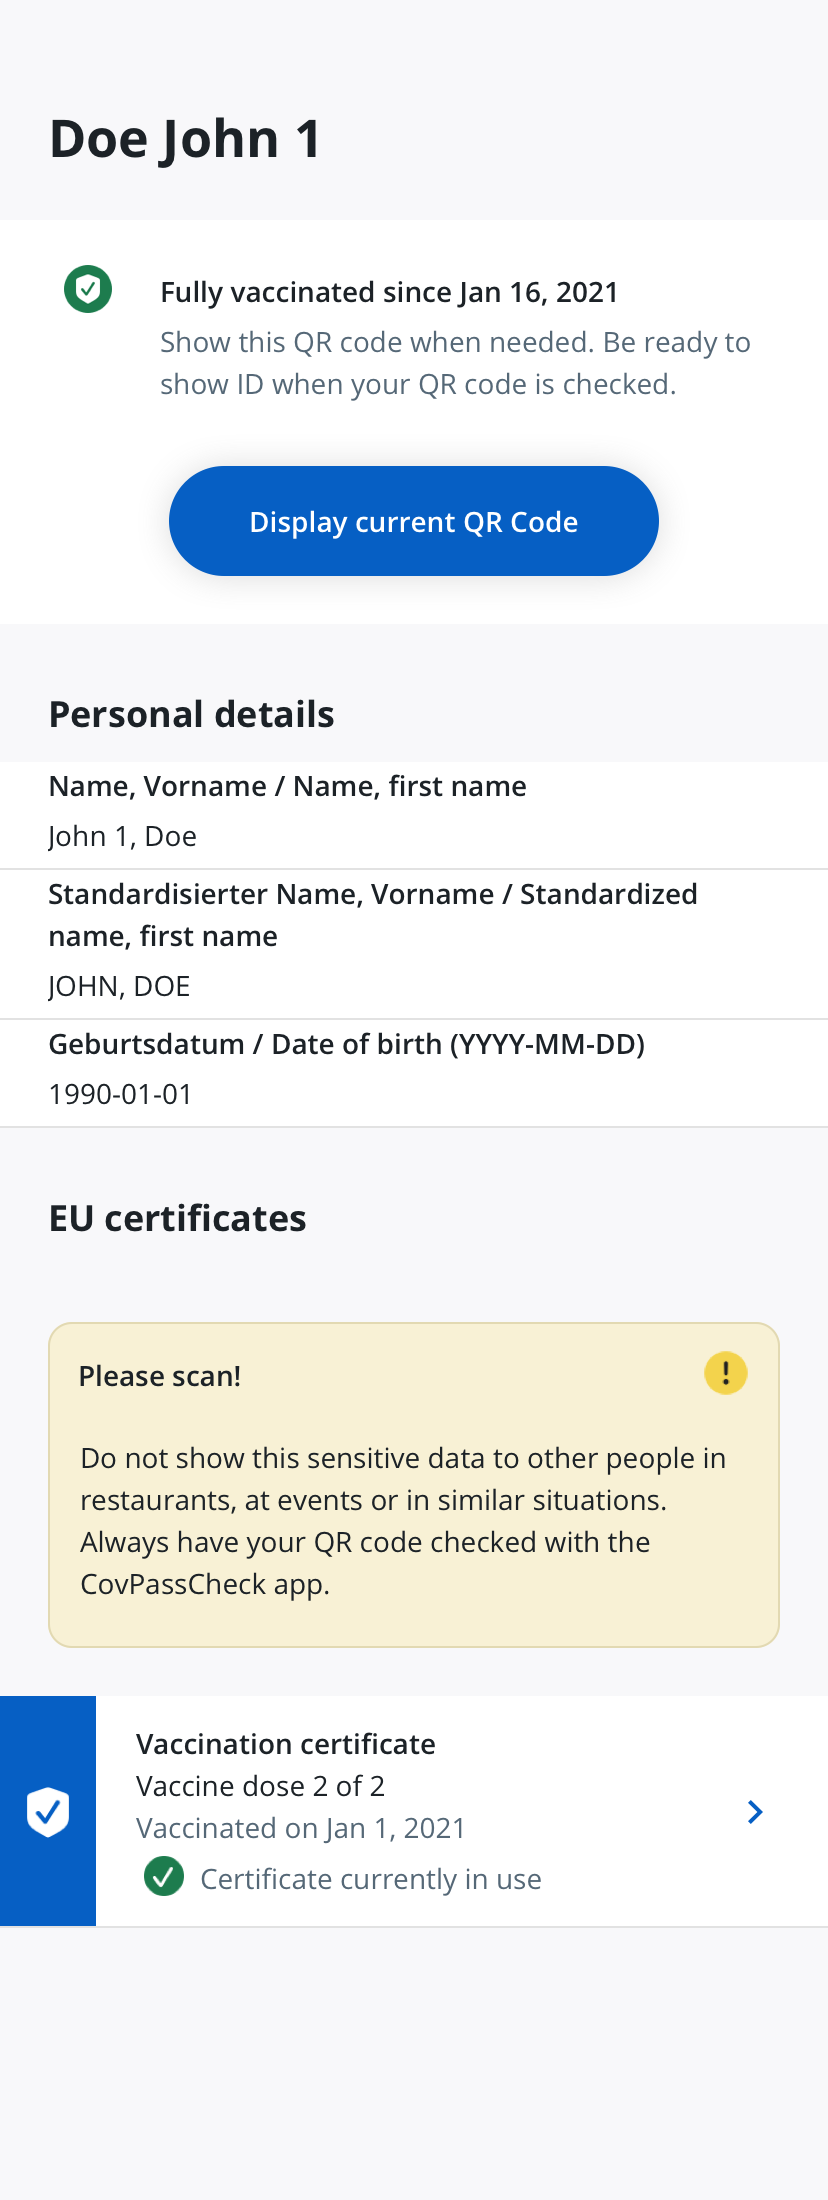 Doe John 1
Fully vaccinated since Jan 16, 2021
Show this QR code when needed. Be ready to
show ID when your QR code is checked.
Display current QR Code
Personal details
Name, Vorname / Name, first name
John 1, Doe
Standardisierter Name, Vorname / Standardized
name, first name
JOHN, DOE
Geburtsdatum / Date of birth (YYYY-MM-DD)
1990-01-01
EU certificates
Please scan!
Do not show this sensitive data to other people in
restaurants, at events or in similar situations.
Always have your QR code checked with the
CovPassCheck app.
Vaccination certificate
Vaccine dose 2 of 2
Vaccinated on Jan 1, 2021
Certificate currently in use